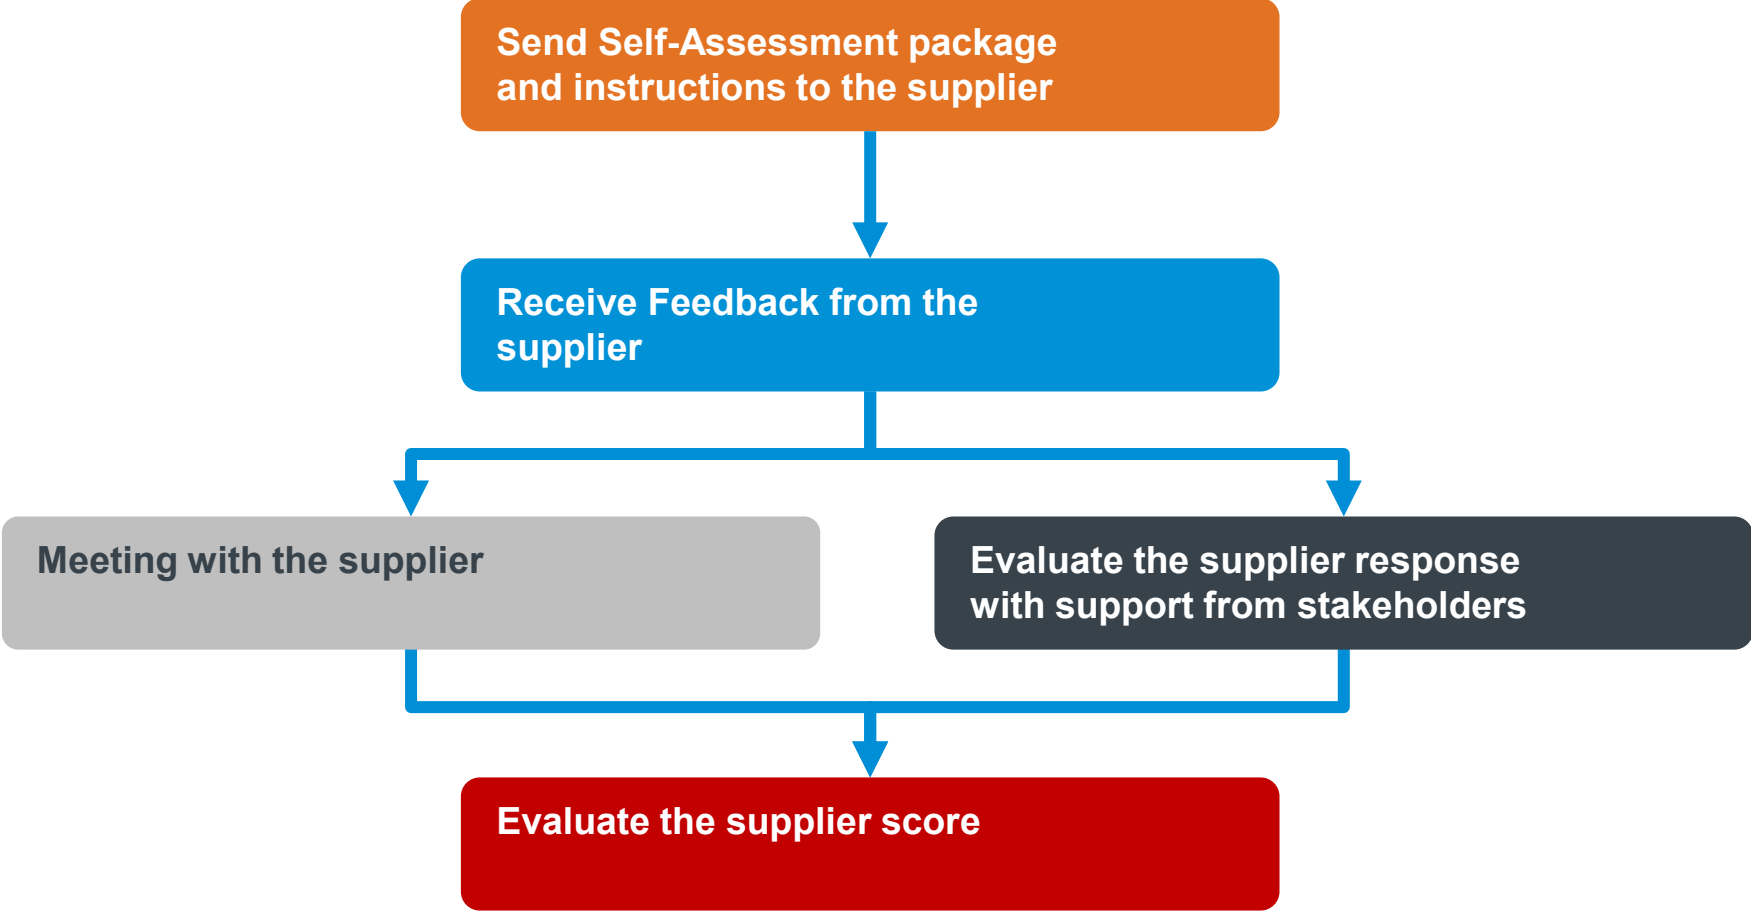 Send Self-Assessment package
and instructions to the supplier
Receive Feedback from the
supplier
Meeting with the supplier
Evaluate the supplier response
with support from stakeholders
Evaluate the supplier score